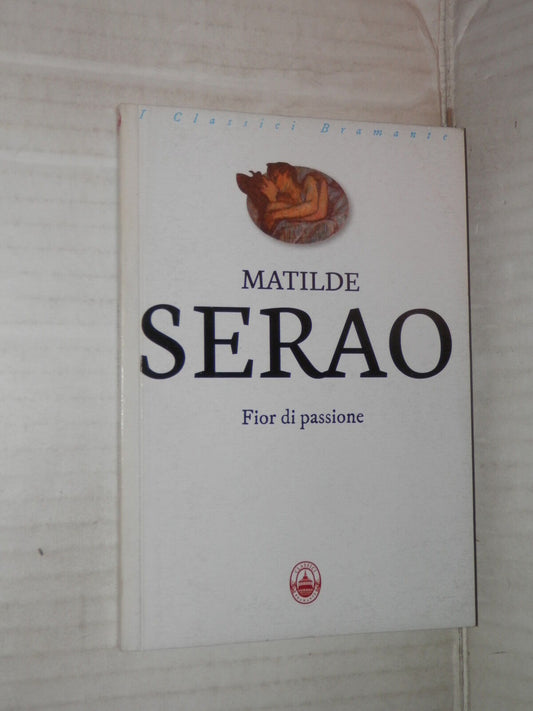 I Classici Bramante
MATILDE
SERAO
Fior di passione